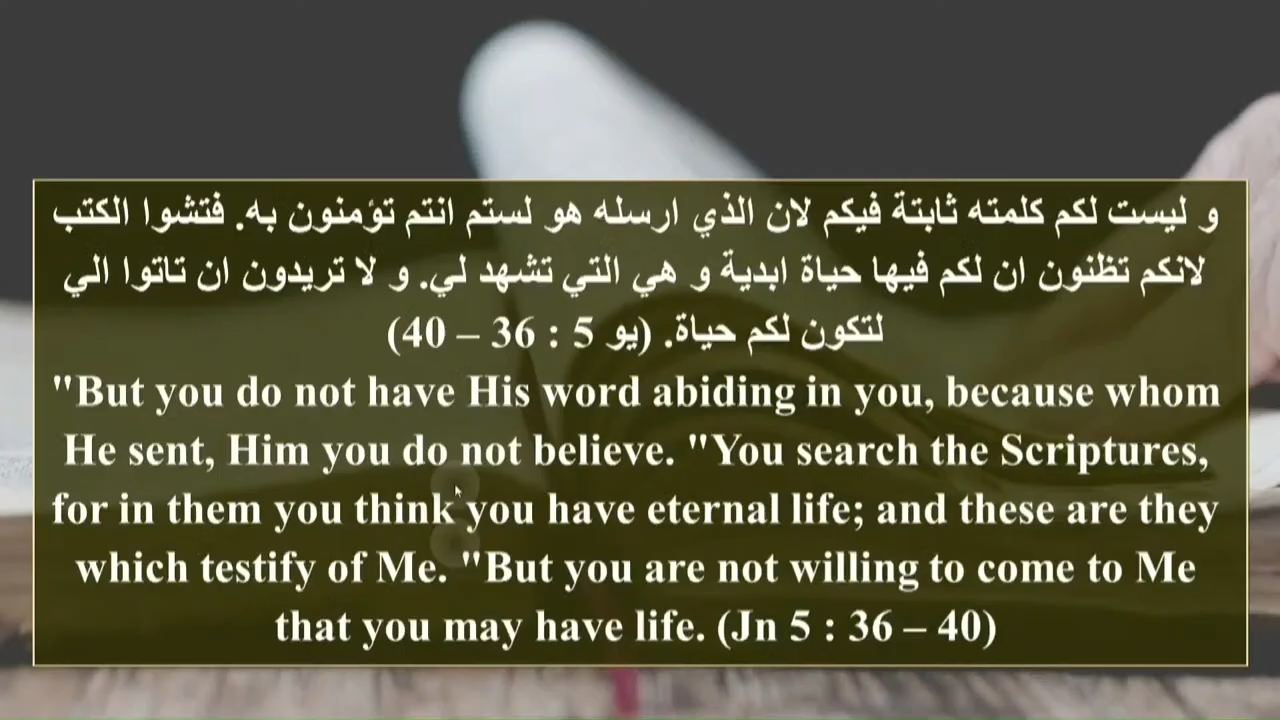 و ليست لكم كلمته ثابتة فيكم لان الذي ارسله هو لستم انتم تؤمنون به. فتشوا الكتب
لانكم تظنون ان لكم فيها حياة ابدية و هي التي تشهد لي. و لا تريدون ان تاتوا الي
لتكون لكم حياة. (يو 5 : 36 – 40)
"But you do not have His word abiding in you, because whom
He sent, Him you do not believe. "You search the Scriptures,
for in them you think you have eternal life; and these are they
which testify of Me. "But you are not willing to come to Me
that you may have life. (Jn 5 : 36 – 40)